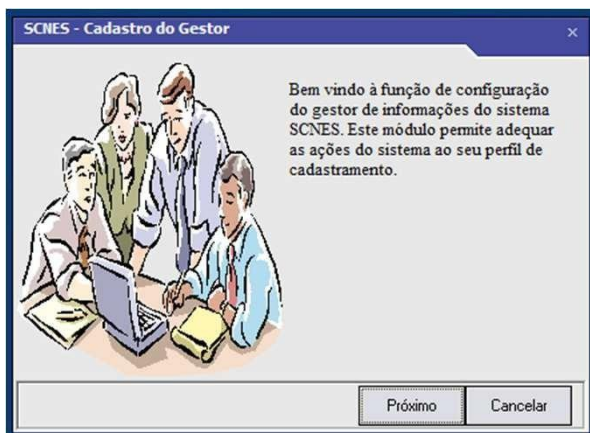 SCNES - Cadastro do Gestor
Bem vindo à função de configuração
do gestor de informações do sistema
SCNES. Este módulo permite adequar
as ações do sistema ao seu perfil de
cadastramento.
Próximo
Cancelar